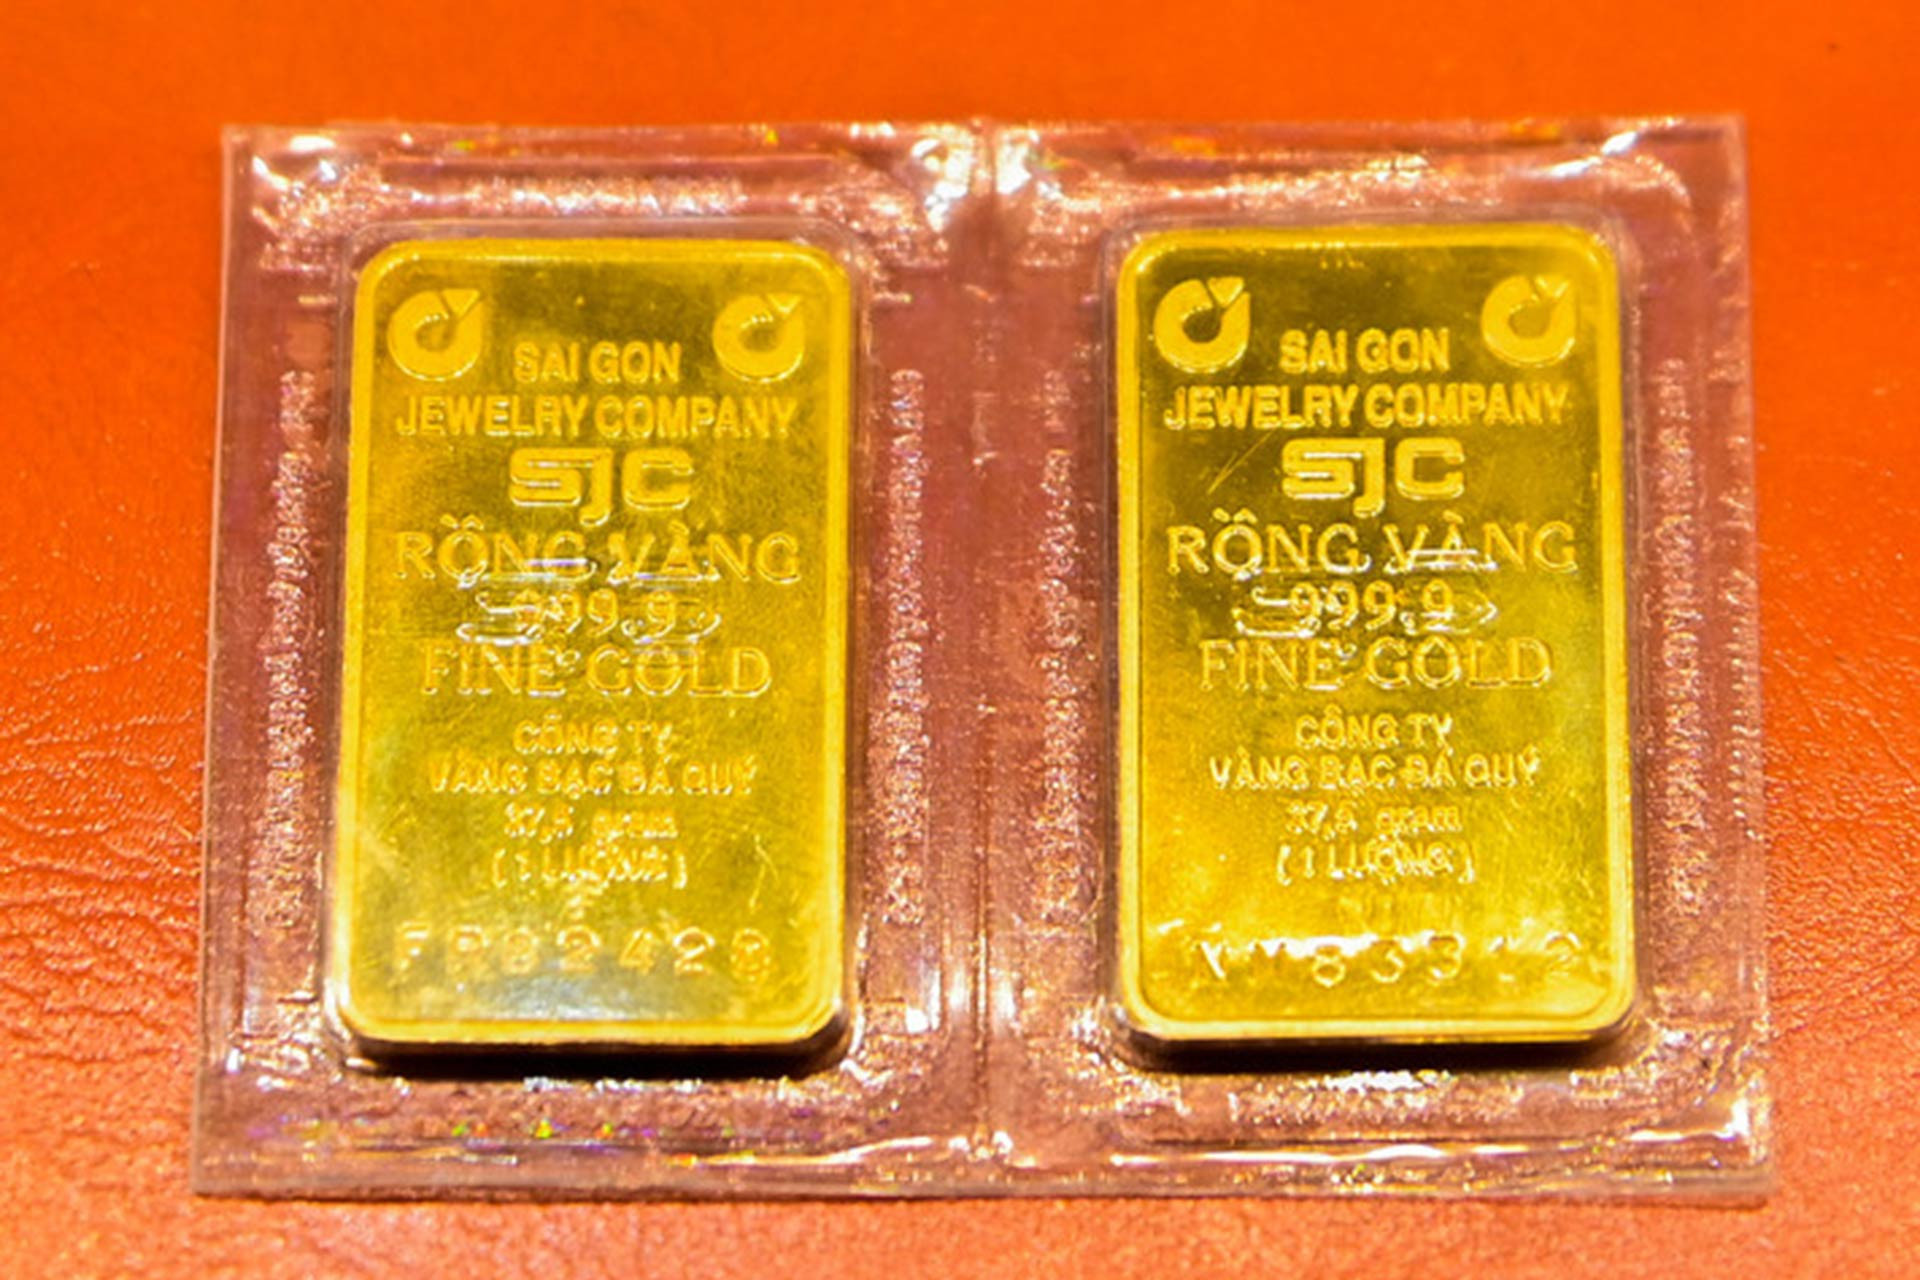 SAI GON
JEWELRY COMPANY
SJC
RỒNG VÀNG
999.9
FINE GOLD
CÔNG TY
VÀNG BẠC ĐÁ QUÝ
37,5 gram
(1 LƯỢNG)
SAI GON
JEWELRY COMPANY
SJC
RỒNG VÀNG
999.9
FINE GOLD
CÔNG TY
VÀNG BẠC ĐÁ QUÝ
37,5 gram
(1 LƯỢNG)